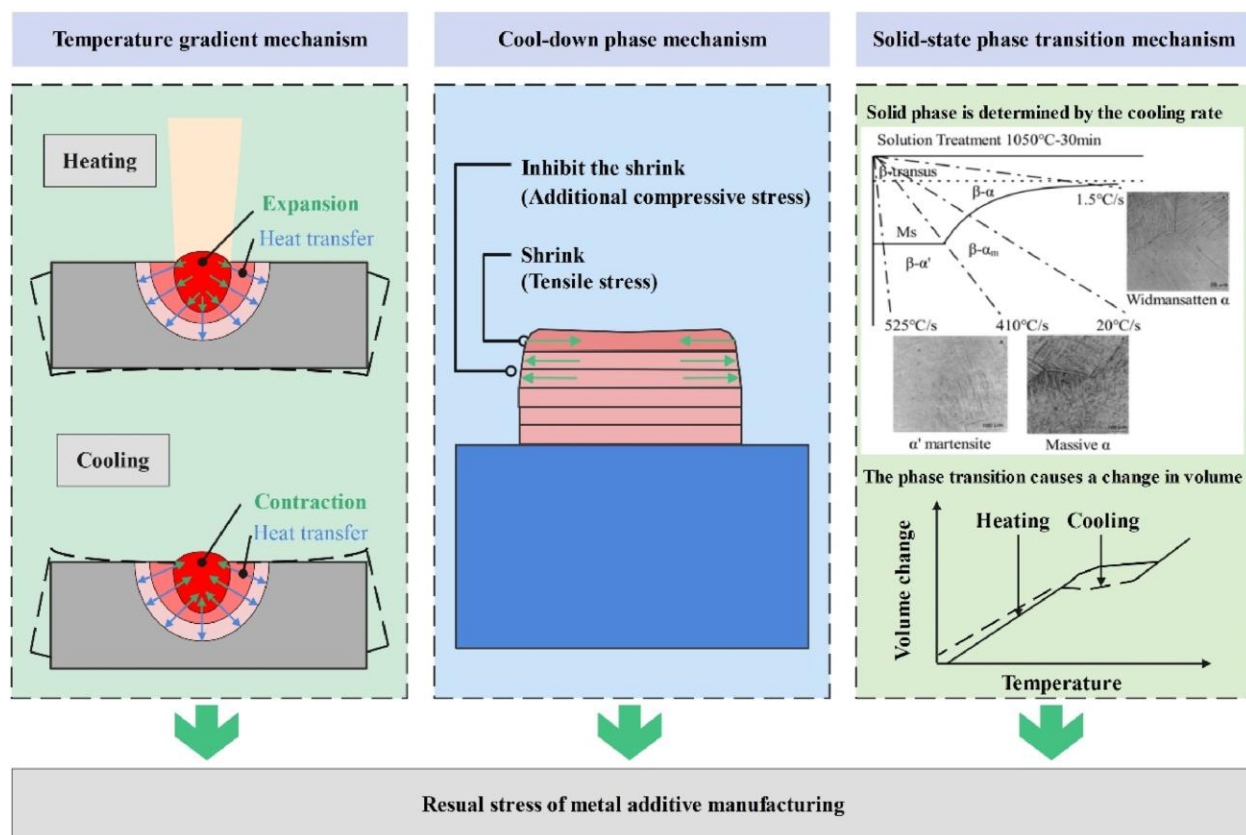 Temperature gradient mechanism
Cool-down phase mechanism
Solid-state phase transition mechanism
Heating
Expansion
Heat transfer
Cooling
Contraction
Heat transfer
Inhibit the shrink
(Additional compressive stress)
Shrink
(Tensile stress)
Solid phase is determined by the cooling rate
Solution Treatment 1050°C-30min
β-transus
β-α
1.5°C/s
Ms
β-αm
β-α'
Widmansatten α
525°C/s
410°C/s
20°C/s
α' martensite
Massive α
The phase transition causes a change in volume
Heating
Cooling
Volume change
Temperature
Resual stress of metal additive manufacturing